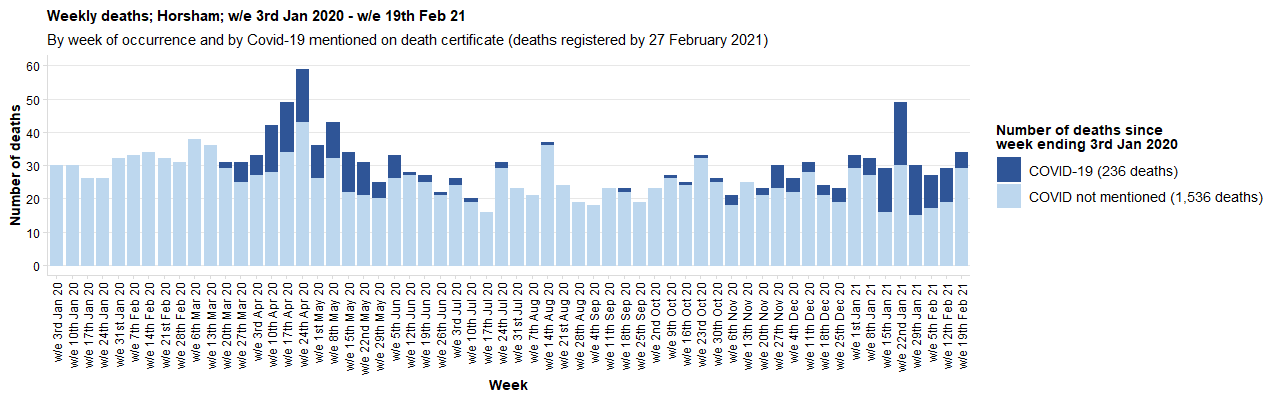 Weekly deaths; Horsham; w/e 3rd Jan 2020 - w/e 19th Feb 21
By week of occurrence and by Covid-19 mentioned on death certificate (deaths registered by 27 February 2021)
Number of deaths
60
50
40
30
20
10
0
w/e 3rd Jan 20
w/e 10th Jan 20
w/e 17th Jan 20
w/e 24th Jan 20
w/e 31st Jan 20
w/e 7th Feb 20
w/e 14th Feb 20
w/e 21st Feb 20
w/e 28th Feb 20
w/e 6th Mar 20
w/e 13th Mar 20
w/e 20th Mar 20
w/e 27th Mar 20
w/e 3rd Apr 20
w/e 10th Apr 20
w/e 17th Apr 20
w/e 24th Apr 20
w/e 1st May 20
w/e 8th May 20
w/e 15th May 20
w/e 22nd May 20
w/e 29th May 20
w/e 5th Jun 20
w/e 12th Jun 20
w/e 19th Jun 20
w/e 26th Jun 20
w/e 3rd Jul 20
w/e 10th Jul 20
w/e 17th Jul 20
w/e 24th Jul 20
w/e 31st Jul 20
w/e 7th Aug 20
w/e 14th Aug 20
w/e 21st Aug 20
w/e 28th Aug 20
w/e 4th Sep 20
w/e 11th Sep 20
w/e 18th Sep 20
w/e 25th Sep 20
w/e 2nd Oct 20
w/e 9th Oct 20
w/e 16th Oct 20
w/e 23rd Oct 20
w/e 30th Oct 20
w/e 6th Nov 20
w/e 13th Nov 20
w/e 20th Nov 20
w/e 27th Nov 20
w/e 4th Dec 20
w/e 11th Dec 20
w/e 18th Dec 20
w/e 25th Dec 20
w/e 1st Jan 21
w/e 8th Jan 21
w/e 15th Jan 21
w/e 22nd Jan 21
w/e 29th Jan 21
w/e 5th Feb 21
w/e 12th Feb 21
w/e 19th Feb 21
Week
Number of deaths since
week ending 3rd Jan 2020
COVID-19 (236 deaths)
COVID not mentioned (1,536 deaths)